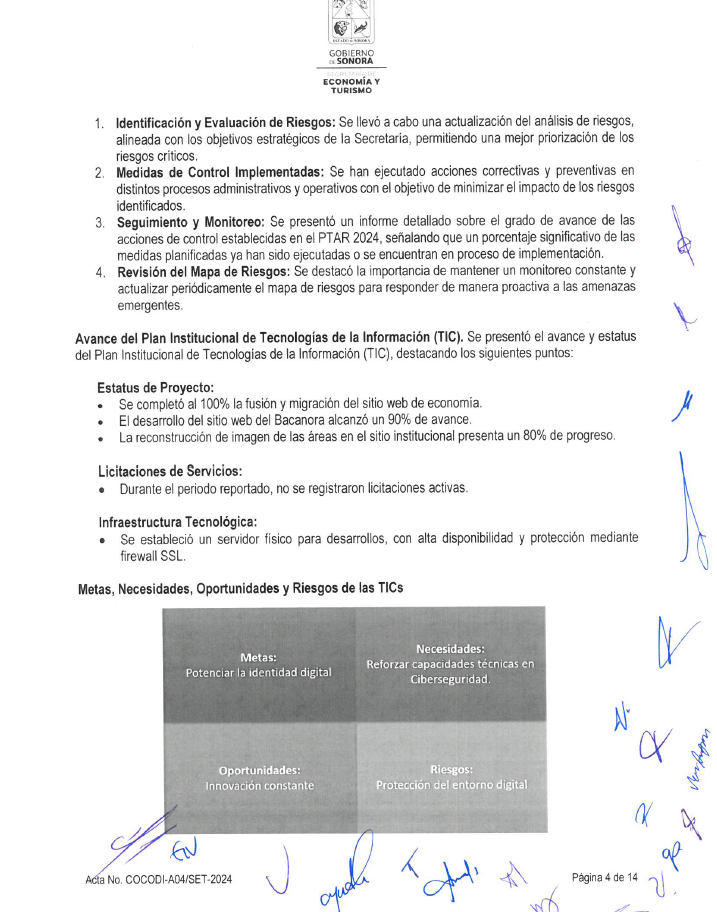 ESTADO DE SONORA
GOBIERNO
DE SONORA
SECRETARÍA DE
ECONOMÍA Y
TURISMO
1. Identificación y Evaluación de Riesgos: Se llevó a cabo una actualización del análisis de riesgos,
alineada con los objetivos estratégicos de la Secretaría, permitiendo una mejor priorización de los
riesgos críticos.
2. Medidas de Control Implementadas: Se han ejecutado acciones correctivas y preventivas en
distintos procesos administrativos y operativos con el objetivo de minimizar el impacto de los riesgos
identificados.
3. Seguimiento y Monitoreo: Se presentó un informe detallado sobre el grado de avance de las
acciones de control establecidas en el PTAR 2024, señalando que un porcentaje significativo de las
medidas planificadas ya han sido ejecutadas o se encuentran en proceso de implementación.
4. Revisión del Mapa de Riesgos: Se destacó la importancia de mantener un monitoreo constante y
actualizar periódicamente el mapa de riesgos para responder de manera proactiva a las amenazas
emergentes.
Avance del Plan Institucional de Tecnologías de la Información (TIC). Se presentó el avance y estatus
del Plan Institucional de Tecnologías de la Información (TIC), destacando los siguientes puntos:
Estatus de Proyecto:
• Se completó al 100% la fusión y migración del sitio web de economía.
• El desarrollo del sitio web del Bacanora alcanzó un 90% de avance.
• La reconstrucción de imagen de las áreas en el sitio institucional presenta un 80% de progreso.
Licitaciones de Servicios:
• Durante el periodo reportado, no se registraron licitaciones activas.
Infraestructura Tecnológica:
• Se estableció un servidor físico para desarrollos, con alta disponibilidad y protección mediante
firewall SSL.
Metas, Necesidades, Oportunidades y Riesgos de las TICs
Metas:
Potenciar la identidad digital
Necesidades:
Reforzar capacidades técnicas en
Ciberseguridad.
Oportunidades:
Innovación constante
Riesgos:
Protección del entorno digital
Acta No. COCODI-A04/SET-2024
Página 4 de 14